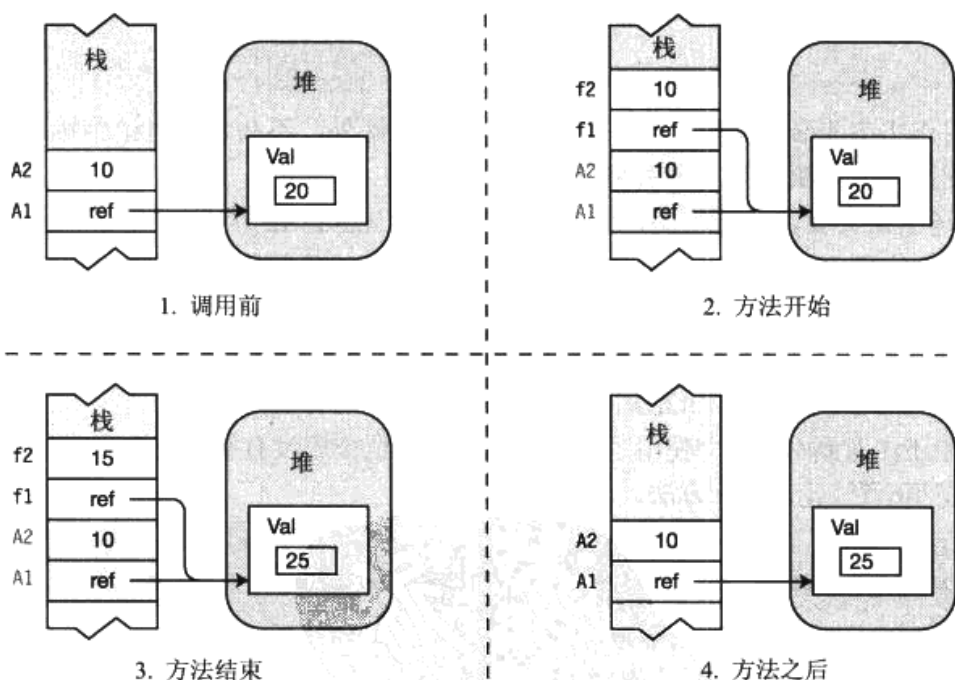 栈
堆
Val
20
A2 10
A1 ref
1. 调用前
栈
堆
f2 10
f1 ref
A2 10
A1 ref
Val
20
2. 方法开始
栈
堆
f2 15
f1 ref
A2 10
A1 ref
Val
25
3. 方法结束
栈
堆
A2 10
A1 ref
Val
25
4. 方法之后